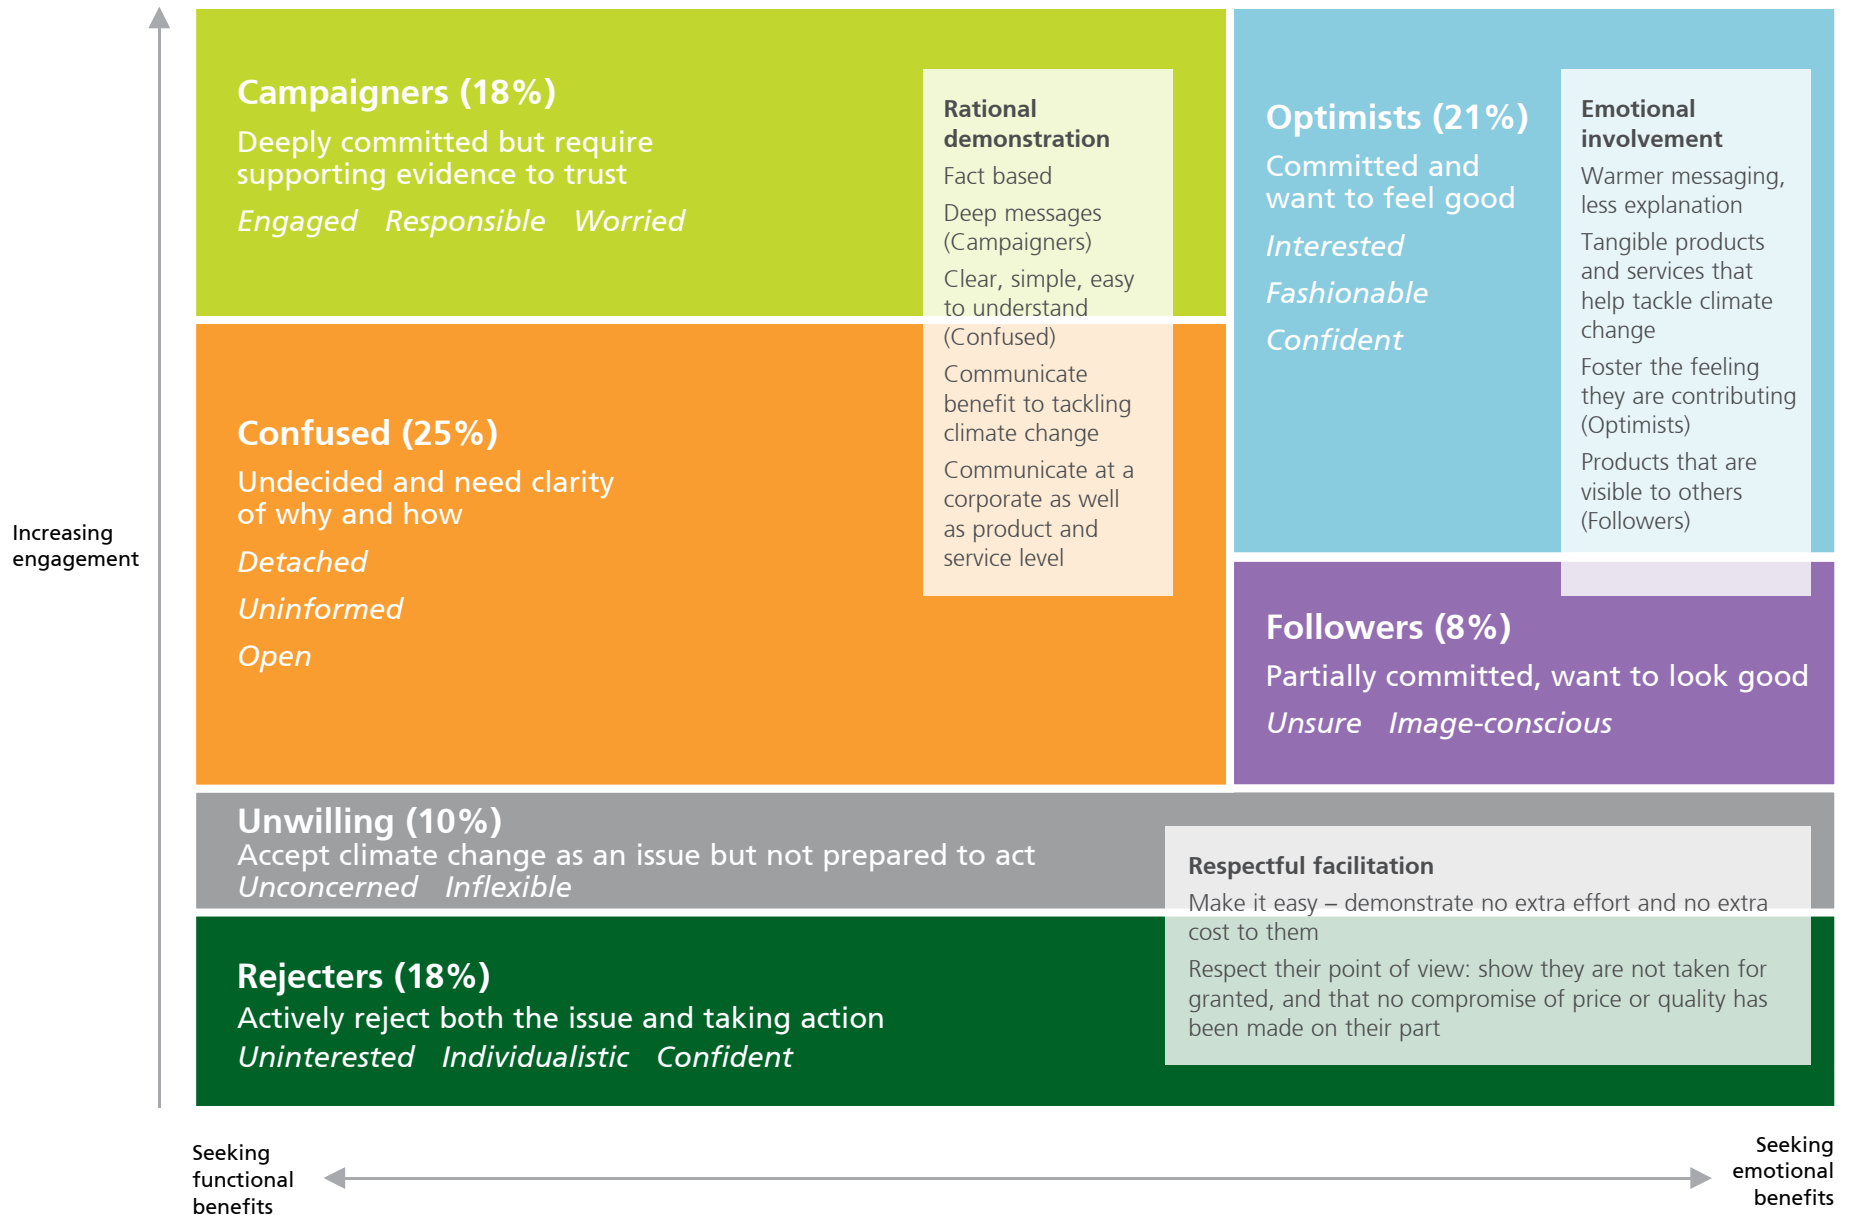 Campaigners (18%)
Deeply committed but require
supporting evidence to trust
Engaged Responsible Worried
Rational
demonstration
Fact based
Deep messages
(Campaigners)
Clear, simple, easy
to understand
(Confused)
Communicate
benefit to tackling
climate change
Communicate at a
corporate as well
as product and
service level
Optimists (21%)
Committed and
want to feel good
Interested
Fashionable
Confident
Emotional
involvement
Warmer messaging,
less explanation
Tangible products
and services that
help tackle climate
change
Foster the feeling
they are contributing
(Optimists)
Products that are
visible to others
(Followers)
Confused (25%)
Undecided and need clarity
of why and how
Detached
Uninformed
Open
Increasing
engagement
Followers (8%)
Partially committed, want to look good
Unsure Image-conscious
Unwilling (10%)
Accept climate change as an issue but not prepared to act
Unconcerned Inflexible
Respectful facilitation
Make it easy – demonstrate no extra effort and no extra
cost to them
Respect their point of view: show they are not taken for
granted, and that no compromise of price or quality has
been made on their part
Rejecters (18%)
Actively reject both the issue and taking action
Uninterested Individualistic Confident
Seeking
functional
benefits
Seeking
emotional
benefits